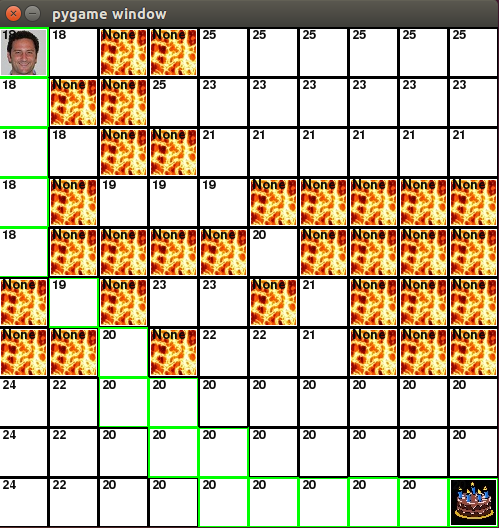 pygame window
18 18 None None 25 25 25 25 25 25
18 None None 25 23 23 23 23 23 23
18 18 None None 21 21 21 21 21 21
18 None 19 19 19 None None None None None
18 None None None None 20 None None None None
None 19 None 23 23 None 21 None None None
None None 20 None 22 22 21 None None None
24 22 20 20 20 20 20 20 20 20
24 22 20 20 20 20 20 20 20 20
24 22 20 20 20 20 20 20 20